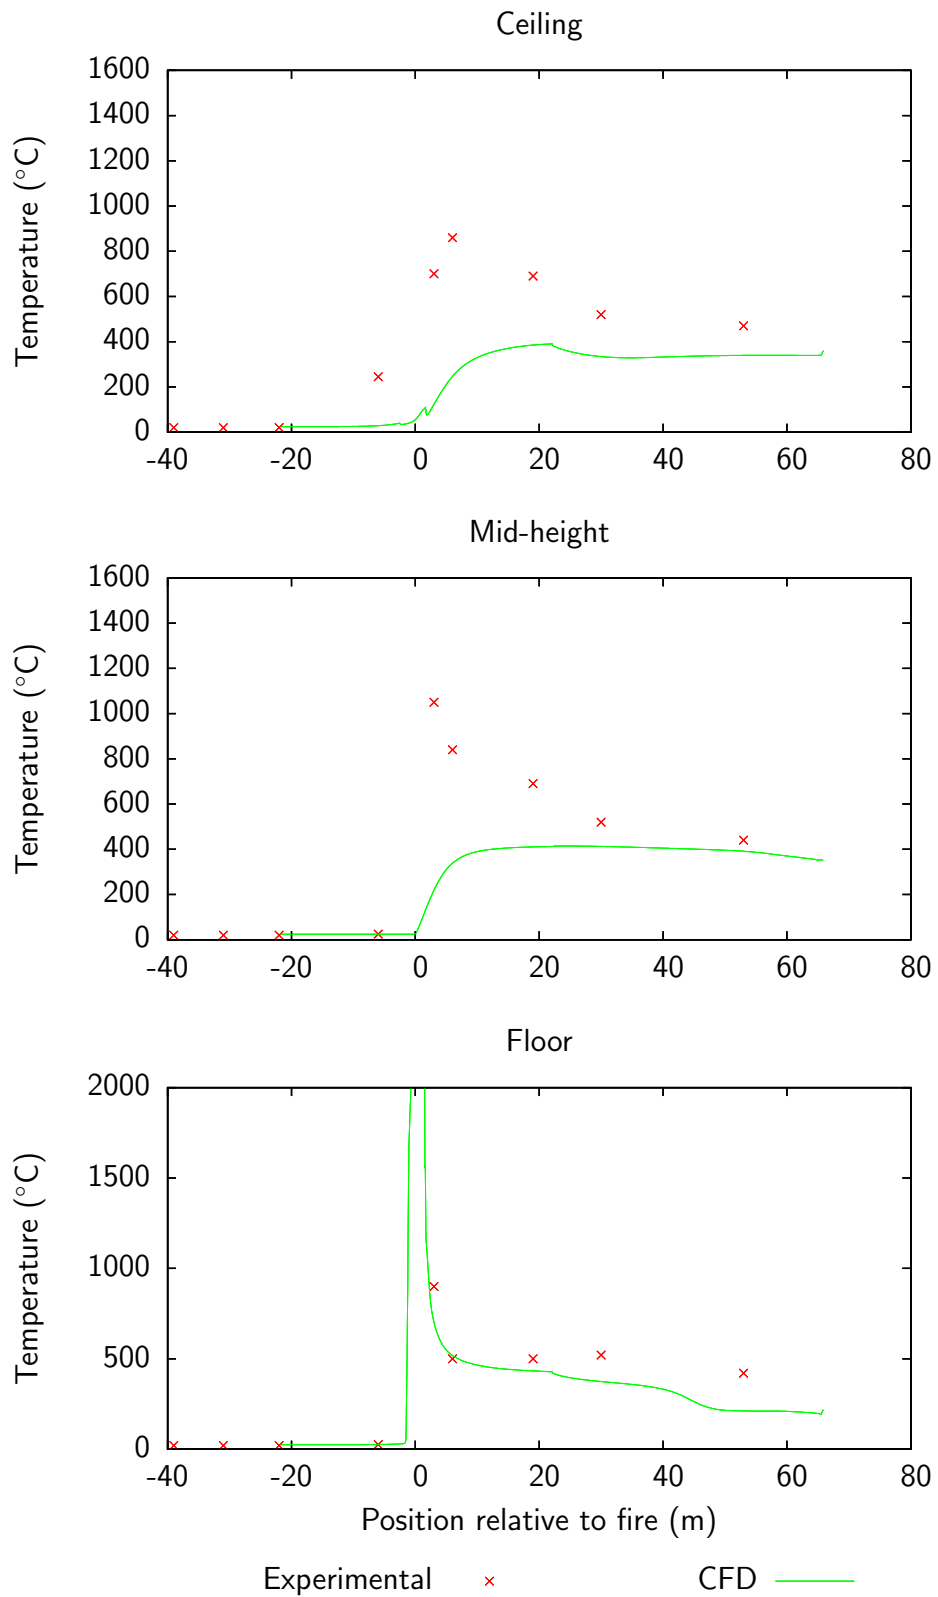 Ceiling
1600
1400
1200
1000
800
600
400
200
0
Temperature (°C)
-40 -20 0 20 40 60 80
Mid-height
1600
1400
1200
1000
800
600
400
200
0
Temperature (°C)
-40 -20 0 20 40 60 80
Floor
2000
1500
1000
500
0
Temperature (°C)
-40 -20 0 20 40 60 80
Position relative to fire (m)
Experimental CFD